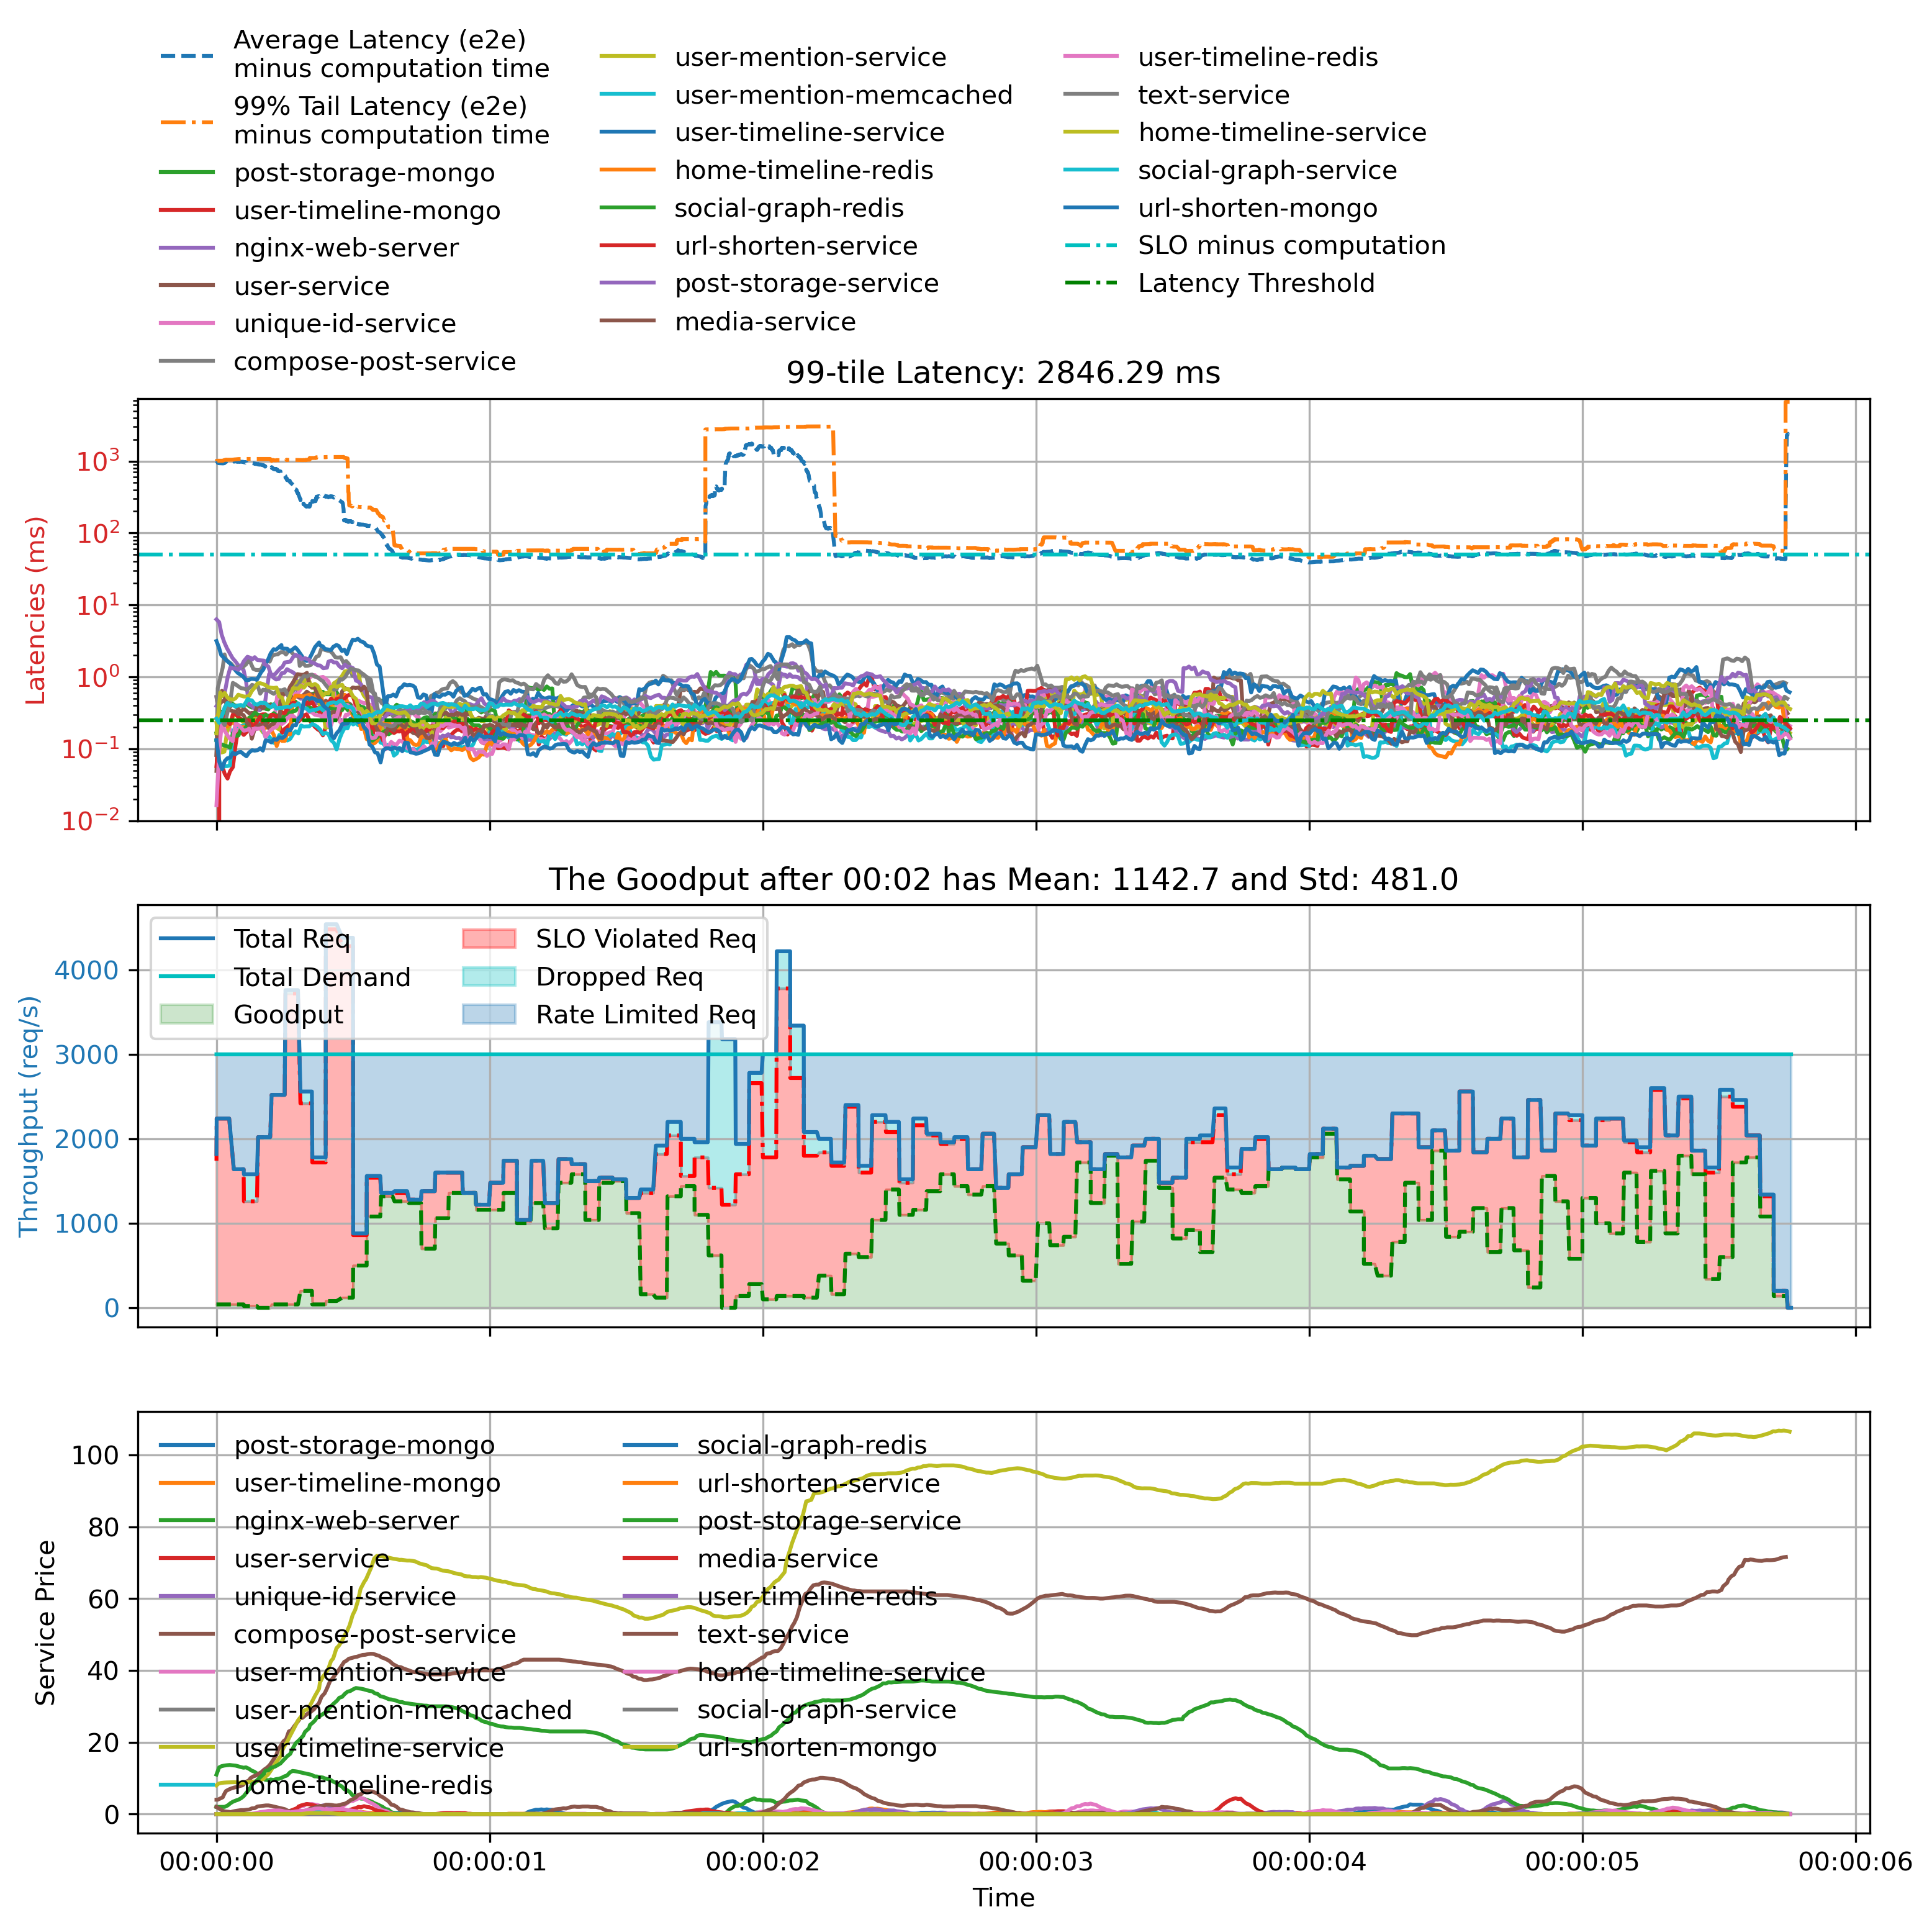 Average Latency (e2e)
minus computation time
99% Tail Latency (e2e)
minus computation time
post-storage-mongo
user-timeline-mongo
nginx-web-server
user-service
unique-id-service
compose-post-service
user-mention-service
user-mention-memcached
user-timeline-service
home-timeline-redis
social-graph-redis
url-shorten-service
post-storage-service
media-service
user-timeline-redis
text-service
home-timeline-service
social-graph-service
url-shorten-mongo
SLO minus computation
Latency Threshold
99-tile Latency: 2846.29 ms
Latencies (ms)
10³
10²
10¹
10⁰
10⁻¹
10⁻²
The Goodput after 00:02 has Mean: 1142.7 and Std: 481.0
Throughput (req/s)
4000
3000
2000
1000
0
Total Req
Total Demand
Goodput
SLO Violated Req
Dropped Req
Rate Limited Req
Service Price
100
80
60
40
20
0
post-storage-mongo
user-timeline-mongo
nginx-web-server
user-service
unique-id-service
compose-post-service
user-mention-service
user-mention-memcached
user-timeline-service
home-timeline-redis
social-graph-redis
url-shorten-service
post-storage-service
media-service
user-timeline-redis
text-service
home-timeline-service
social-graph-service
url-shorten-mongo
00:00:00 00:00:01 00:00:02 00:00:03 00:00:04 00:00:05 00:00:06
Time